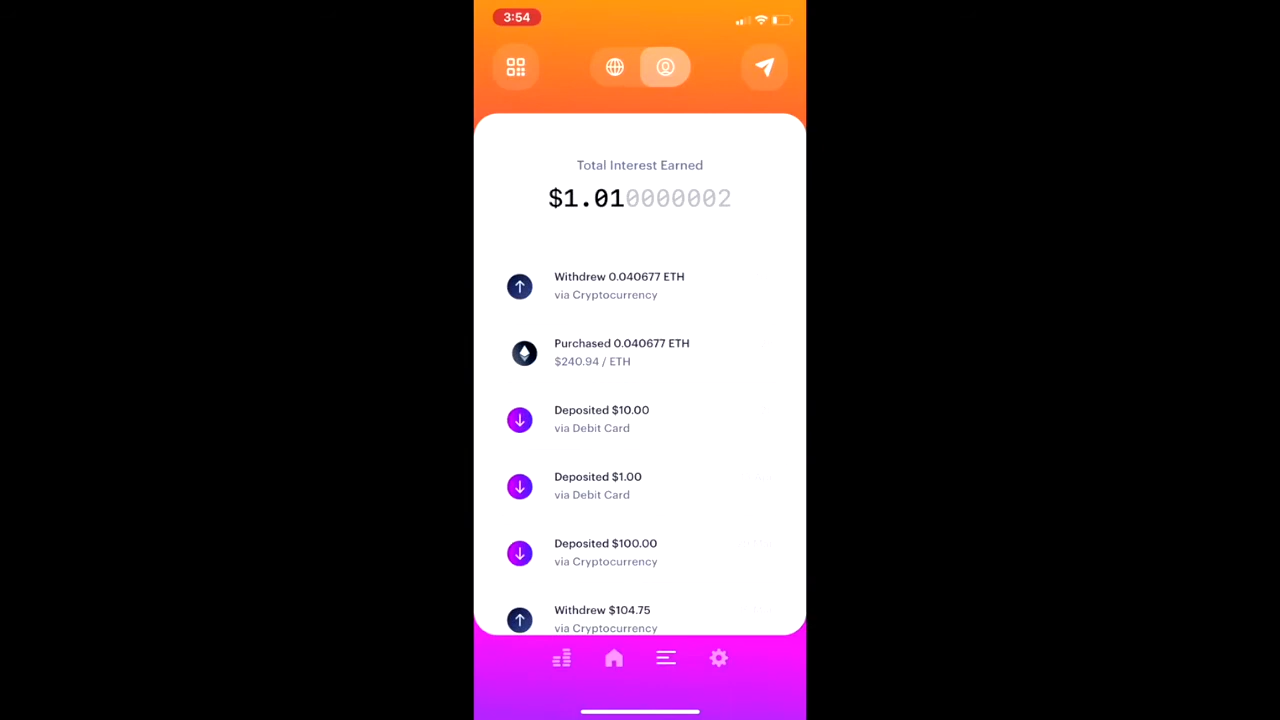 3:54
Total Interest Earned
$1.010000002
Withdrew 0.040677 ETH
via Cryptocurrency
Purchased 0.040677 ETH
$240.94 / ETH
Deposited $10.00
via Debit Card
Deposited $1.00
via Debit Card
Deposited $100.00
via Cryptocurrency
Withdrew $104.75
via Cryptocurrency